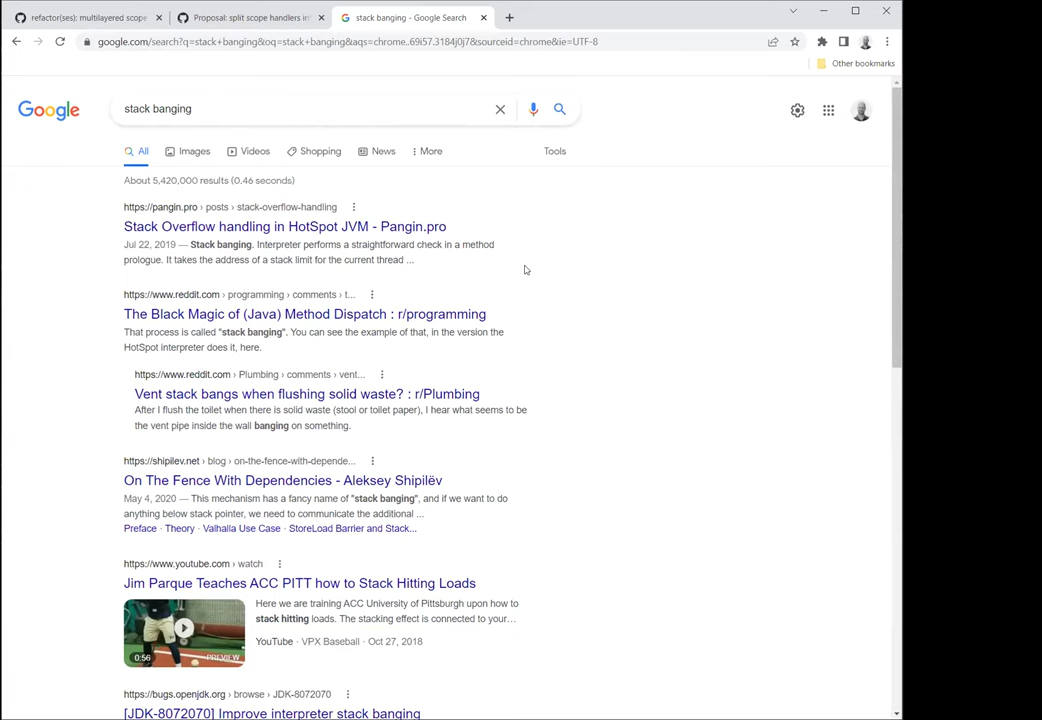 refactor(ses): multilayered scope
Proposal: split scope handlers in
stack banging - Google Search
google.com/search?q=stack+banging&oq=stack+banging&aqs=chrome..69i57.3184j0j7&sourceid=chrome&ie=UTF-8
Other bookmarks
Google
stack banging
All
Images
Videos
Shopping
News
More
Tools
About 5,420,000 results (0.46 seconds)
https://pangin.pro › posts › stack-overflow-handling
Stack Overflow handling in HotSpot JVM - Pangin.pro
Jul 22, 2019 — Stack banging. Interpreter performs a straightforward check in a method
prologue. It takes the address of a stack limit for the current thread ...
https://www.reddit.com › programming › comments › t...
The Black Magic of (Java) Method Dispatch : r/programming
That process is called "stack banging". You can see the example of that, in the version the
HotSpot interpreter does it, here.
https://www.reddit.com › Plumbing › comments › vent...
Vent stack bangs when flushing solid waste? : r/Plumbing
After I flush the toilet when there is solid waste (stool or toilet paper), I hear what seems to be
the vent pipe inside the wall banging on something.
https://shipilev.net › blog › on-the-fence-with-depende...
On The Fence With Dependencies - Aleksey Shipilëv
May 4, 2020 — This mechanism has a fancy name of "stack banging", and if we want to do
anything below stack pointer, we need to communicate the additional ...
Preface · Theory · Valhalla Use Case · StoreLoad Barrier and Stack...
https://www.youtube.com › watch
Jim Parque Teaches ACC PITT how to Stack Hitting Loads
Here we are training ACC University of Pittsburgh upon how to
stack hitting loads. The stacking effect is connected to your…
YouTube · VPX Baseball · Oct 27, 2018
0:56
PREVIEW
https://bugs.openjdk.org › browse › JDK-8072070
[JDK-8072070] Improve interpreter stack banging